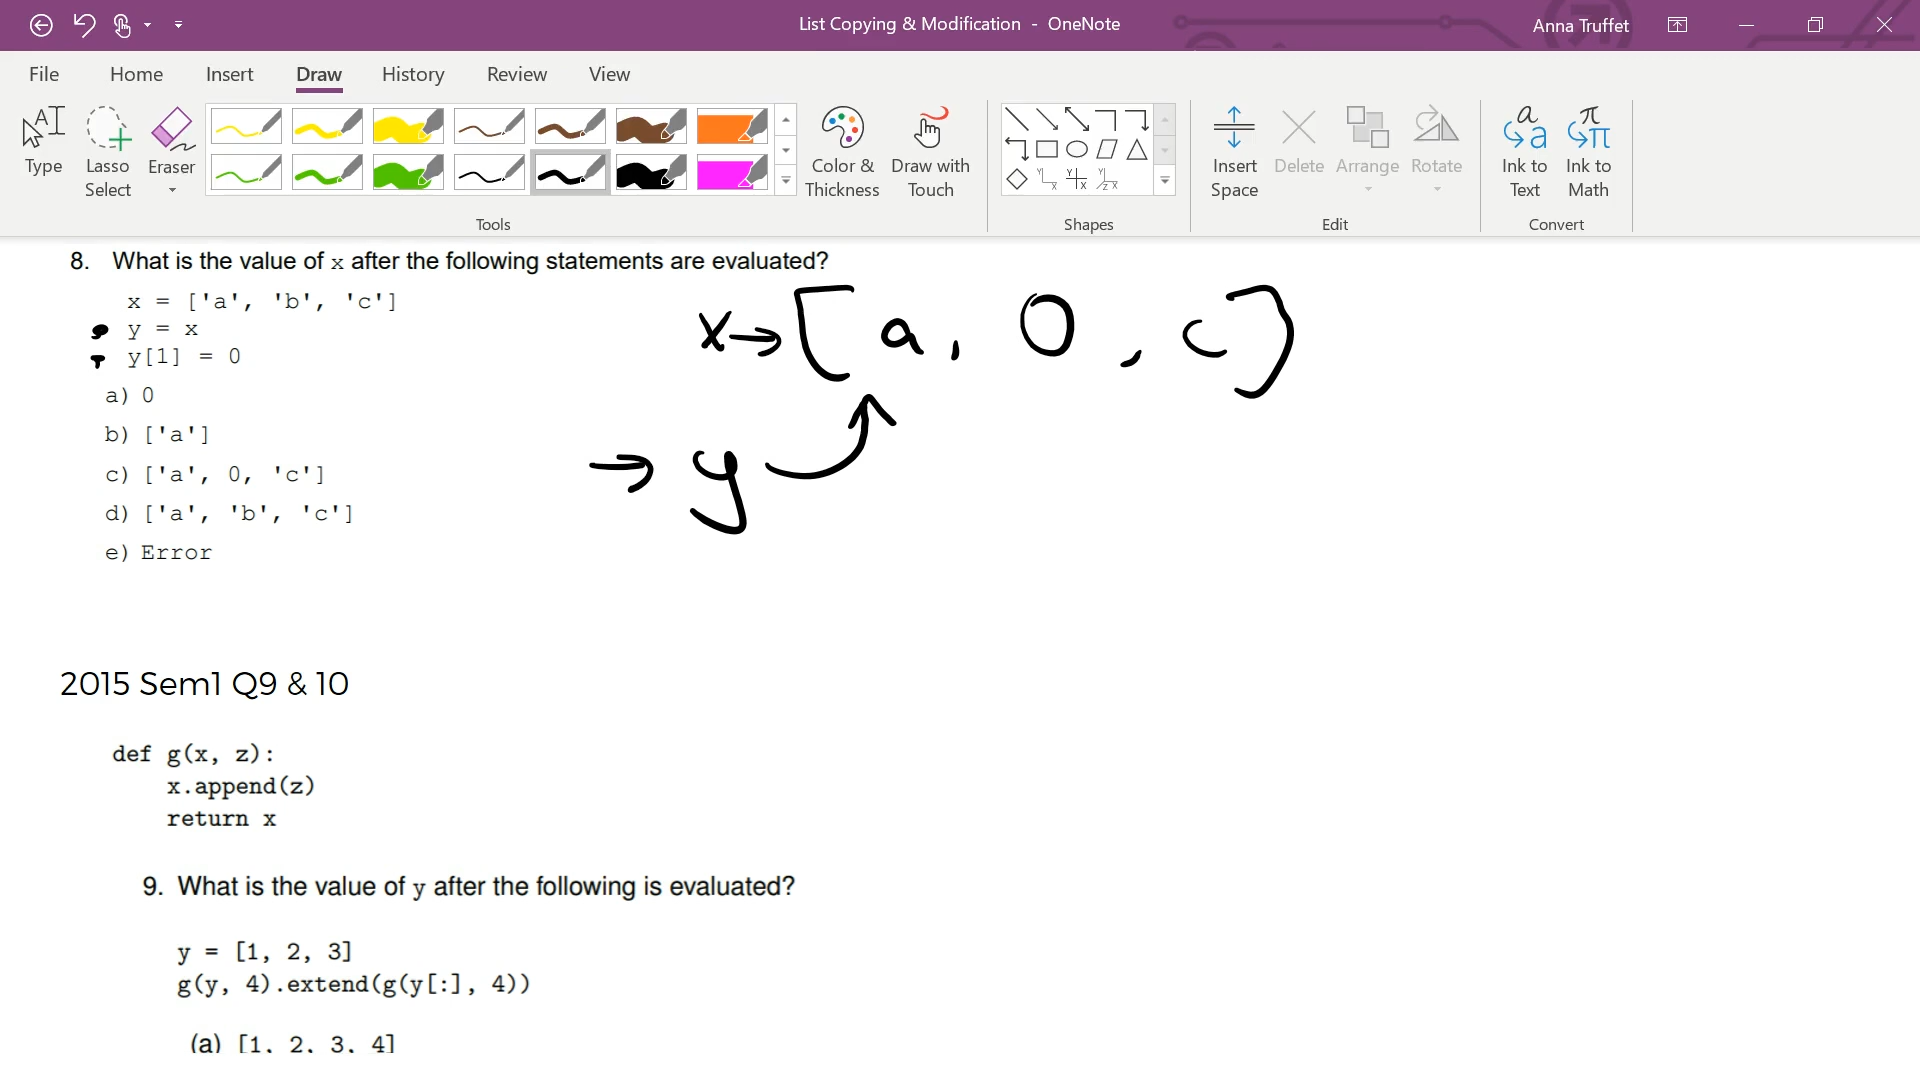 List Copying & Modification - OneNote
Anna Truffet
File Home Insert Draw History Review View
Type
Lasso Select
Eraser
Color & Thickness
Draw with Touch
Insert Space
Delete
Arrange
Rotate
Ink to Text
Ink to Math
Tools
Shapes
Edit
Convert
8. What is the value of x after the following statements are evaluated?
x = ['a', 'b', 'c']
y = x
y[1] = 0
a) 0
b) ['a']
c) ['a', 0, 'c']
d) ['a', 'b', 'c']
e) Error
x → [a, 0, c]
→ y
2015 Sem1 Q9 & 10
def g(x, z):
x.append(z)
return x
9. What is the value of y after the following is evaluated?
y = [1, 2, 3]
g(y, 4).extend(g(y[:], 4))
(a) [1, 2, 3, 4]